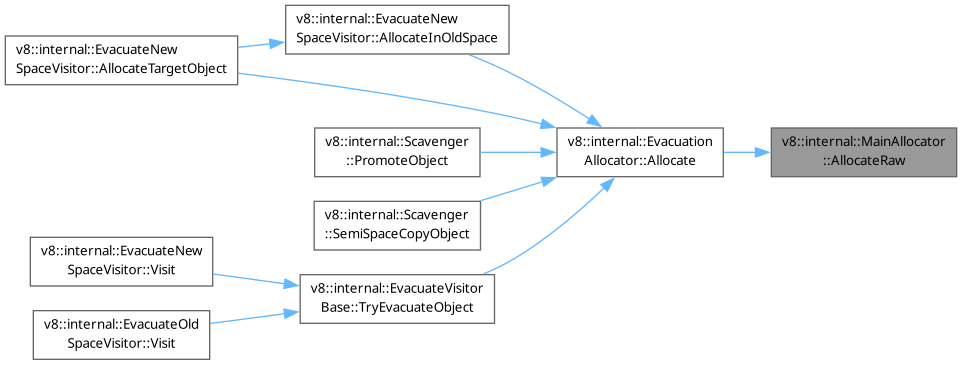 v8::internal::EvacuateNew
SpaceVisitor::AllocateInOldSpace
v8::internal::EvacuateNew
SpaceVisitor::AllocateTargetObject
v8::internal::Scavenger
::PromoteObject
v8::internal::Evacuation
Allocator::Allocate
v8::internal::MainAllocator
::AllocateRaw
v8::internal::Scavenger
::SemiSpaceCopyObject
v8::internal::EvacuateNew
SpaceVisitor::Visit
v8::internal::EvacuateVisitor
Base::TryEvacuateObject
v8::internal::EvacuateOld
SpaceVisitor::Visit